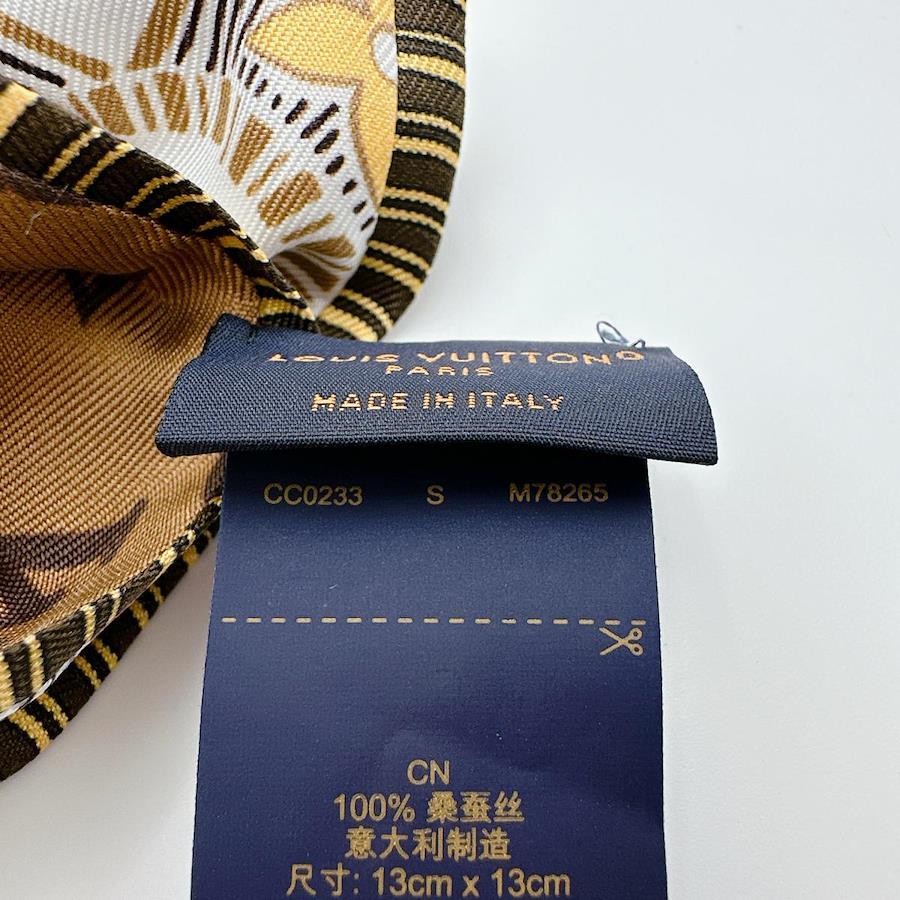 LOUIS VUITTON®
PARIS
MADE IN ITALY
CC0233 S M78265
CN
100% 桑蚕丝
意大利制造
尺寸: 13cm x 13cm